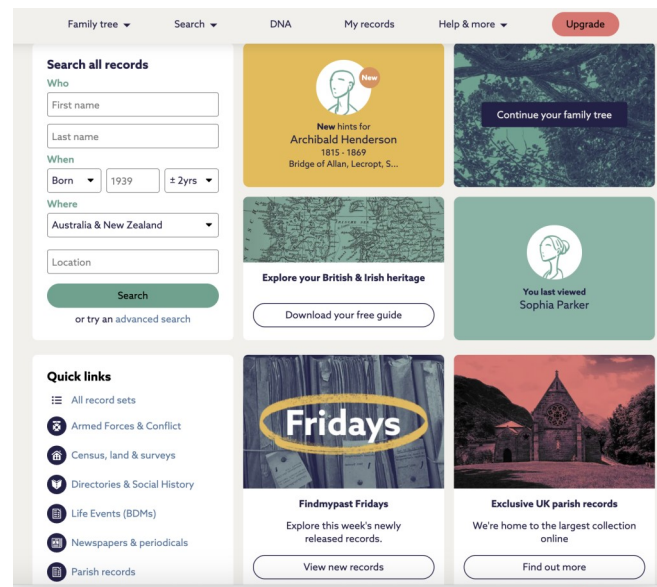 Family tree
Search
DNA
My records
Help & more
Upgrade
Search all records
Who
First name
Last name
When
Born
1939
± 2yrs
Where
Australia & New Zealand
Location
Search
or try an advanced search
New
New hints for
Archibald Henderson
1815 - 1869
Bridge of Allan, Lecropt, S...
Continue your family tree
Explore your British & Irish heritage
Download your free guide
You last viewed
Sophia Parker
Quick links
All record sets
Armed Forces & Conflict
Census, land & surveys
Directories & Social History
Life Events (BDMs)
Newspapers & periodicals
Parish records
Fridays
Findmypast Fridays
Explore this week's newly
released records.
View new records
Exclusive UK parish records
We're home to the largest collection
online
Find out more